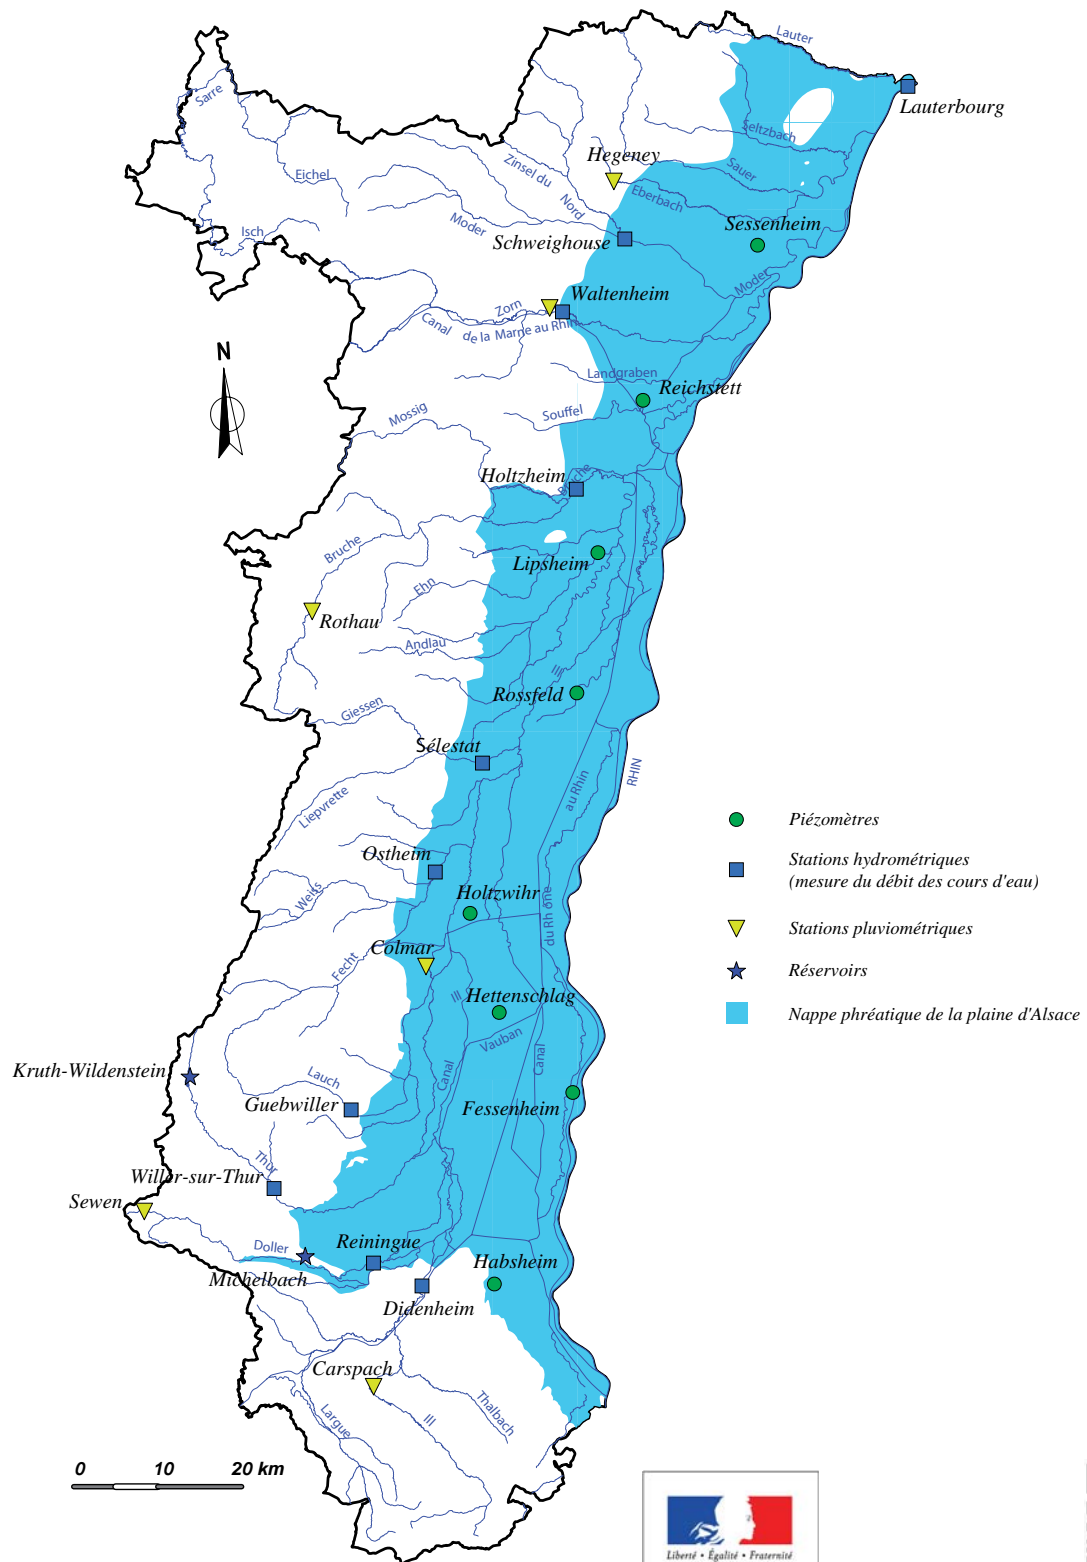 Lauter
Lauterbourg
Sarre
Seltzbach
Hegeney
Sauer
Zinsel du
Nord
Eichel
Eberbach
Moder
Sessenheim
Isch
Schweighouse
Moder
Waltenheim
Zorn
Canal
de la Marne au Rhin
N
Landgraben
Reichstett
Mossig
Souffel
Holtzheim
Bruche
Bruche
Lipsheim
Ehn
Rothau
Andlau
Ill
Rossfeld
Giessen
Sélestat
RHIN
au Rhin
Liepvrette
Piézomètres
Ostheim
Stations hydrométriques
(mesure du débit des cours d'eau)
Weiss
Holtzwihr
du Rhône
Stations pluviométriques
Colmar
Fecht
Réservoirs
Ill
Hettenschlag
Nappe phréatique de la plaine d'Alsace
Vauban
Canal
Canal
Kruth-Wildenstein
Lauch
Guebwiller
Fessenheim
Thur
Willer-sur-Thur
Sewen
Doller
Reiningue
Michelbach
Habsheim
Didenheim
Carspach
Largue
Ill
Thalbach
0 10 20 km
Liberté • Égalité • Fraternité